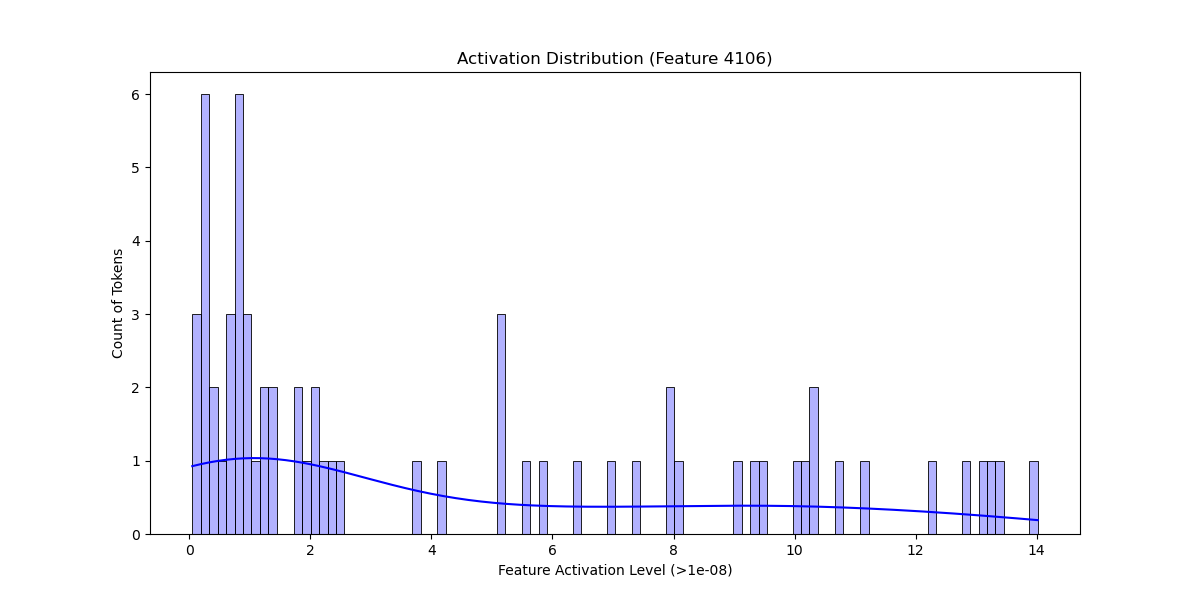 Activation Distribution (Feature 4106)
6
5
4
3
2
1
0
Count of Tokens
0 2 4 6 8 10 12 14
Feature Activation Level (>1e-08)